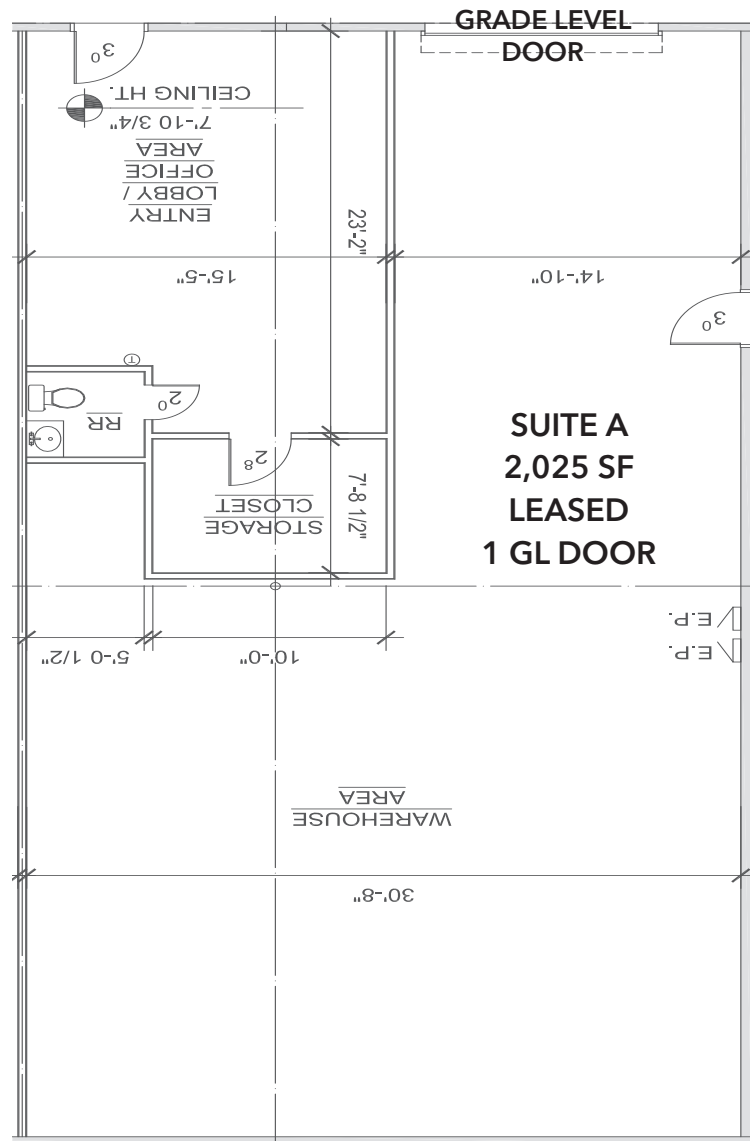 GRADE LEVEL
DOOR
3⁰
CEILING HT.
7'-10 3/4"
ENTRY
LOBBY /
OFFICE
AREA
23'-2"
15'-5"
14'-10"
3⁰
T
2⁰
RR
SUITE A
2,025 SF
LEASED
1 GL DOOR
2⁸
STORAGE
CLOSET
7'-8 1/2"
E.P.
E.P.
5'-0 1/2"
10'-0"
WAREHOUSE
AREA
30'-8"